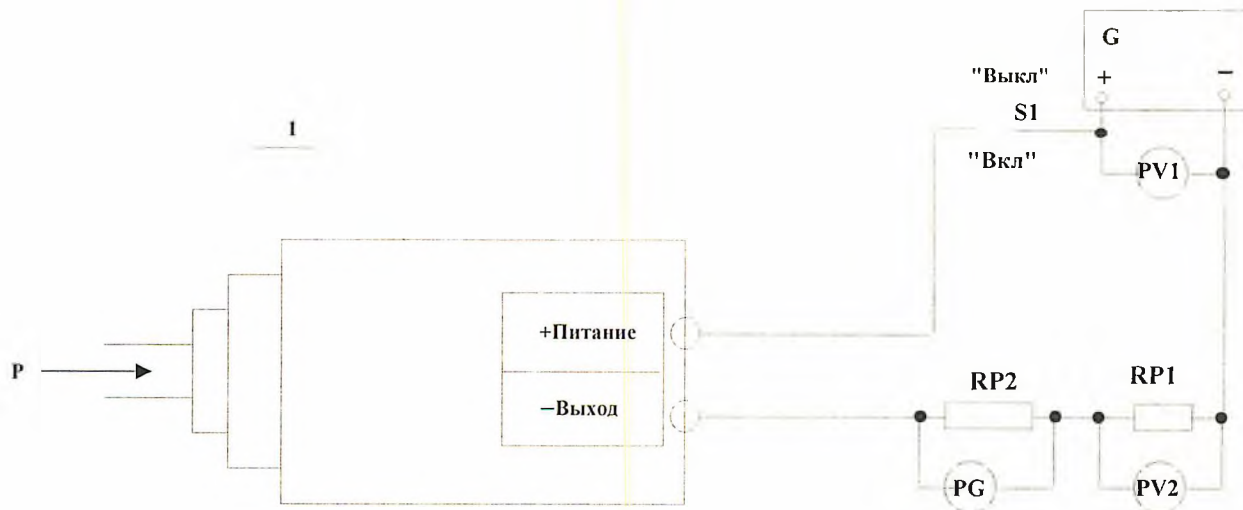 G
"Выкл"
+
−
S1
1
"Вкл"
PV1
+Питание
P
RP2
RP1
−Выход
PG
PV2